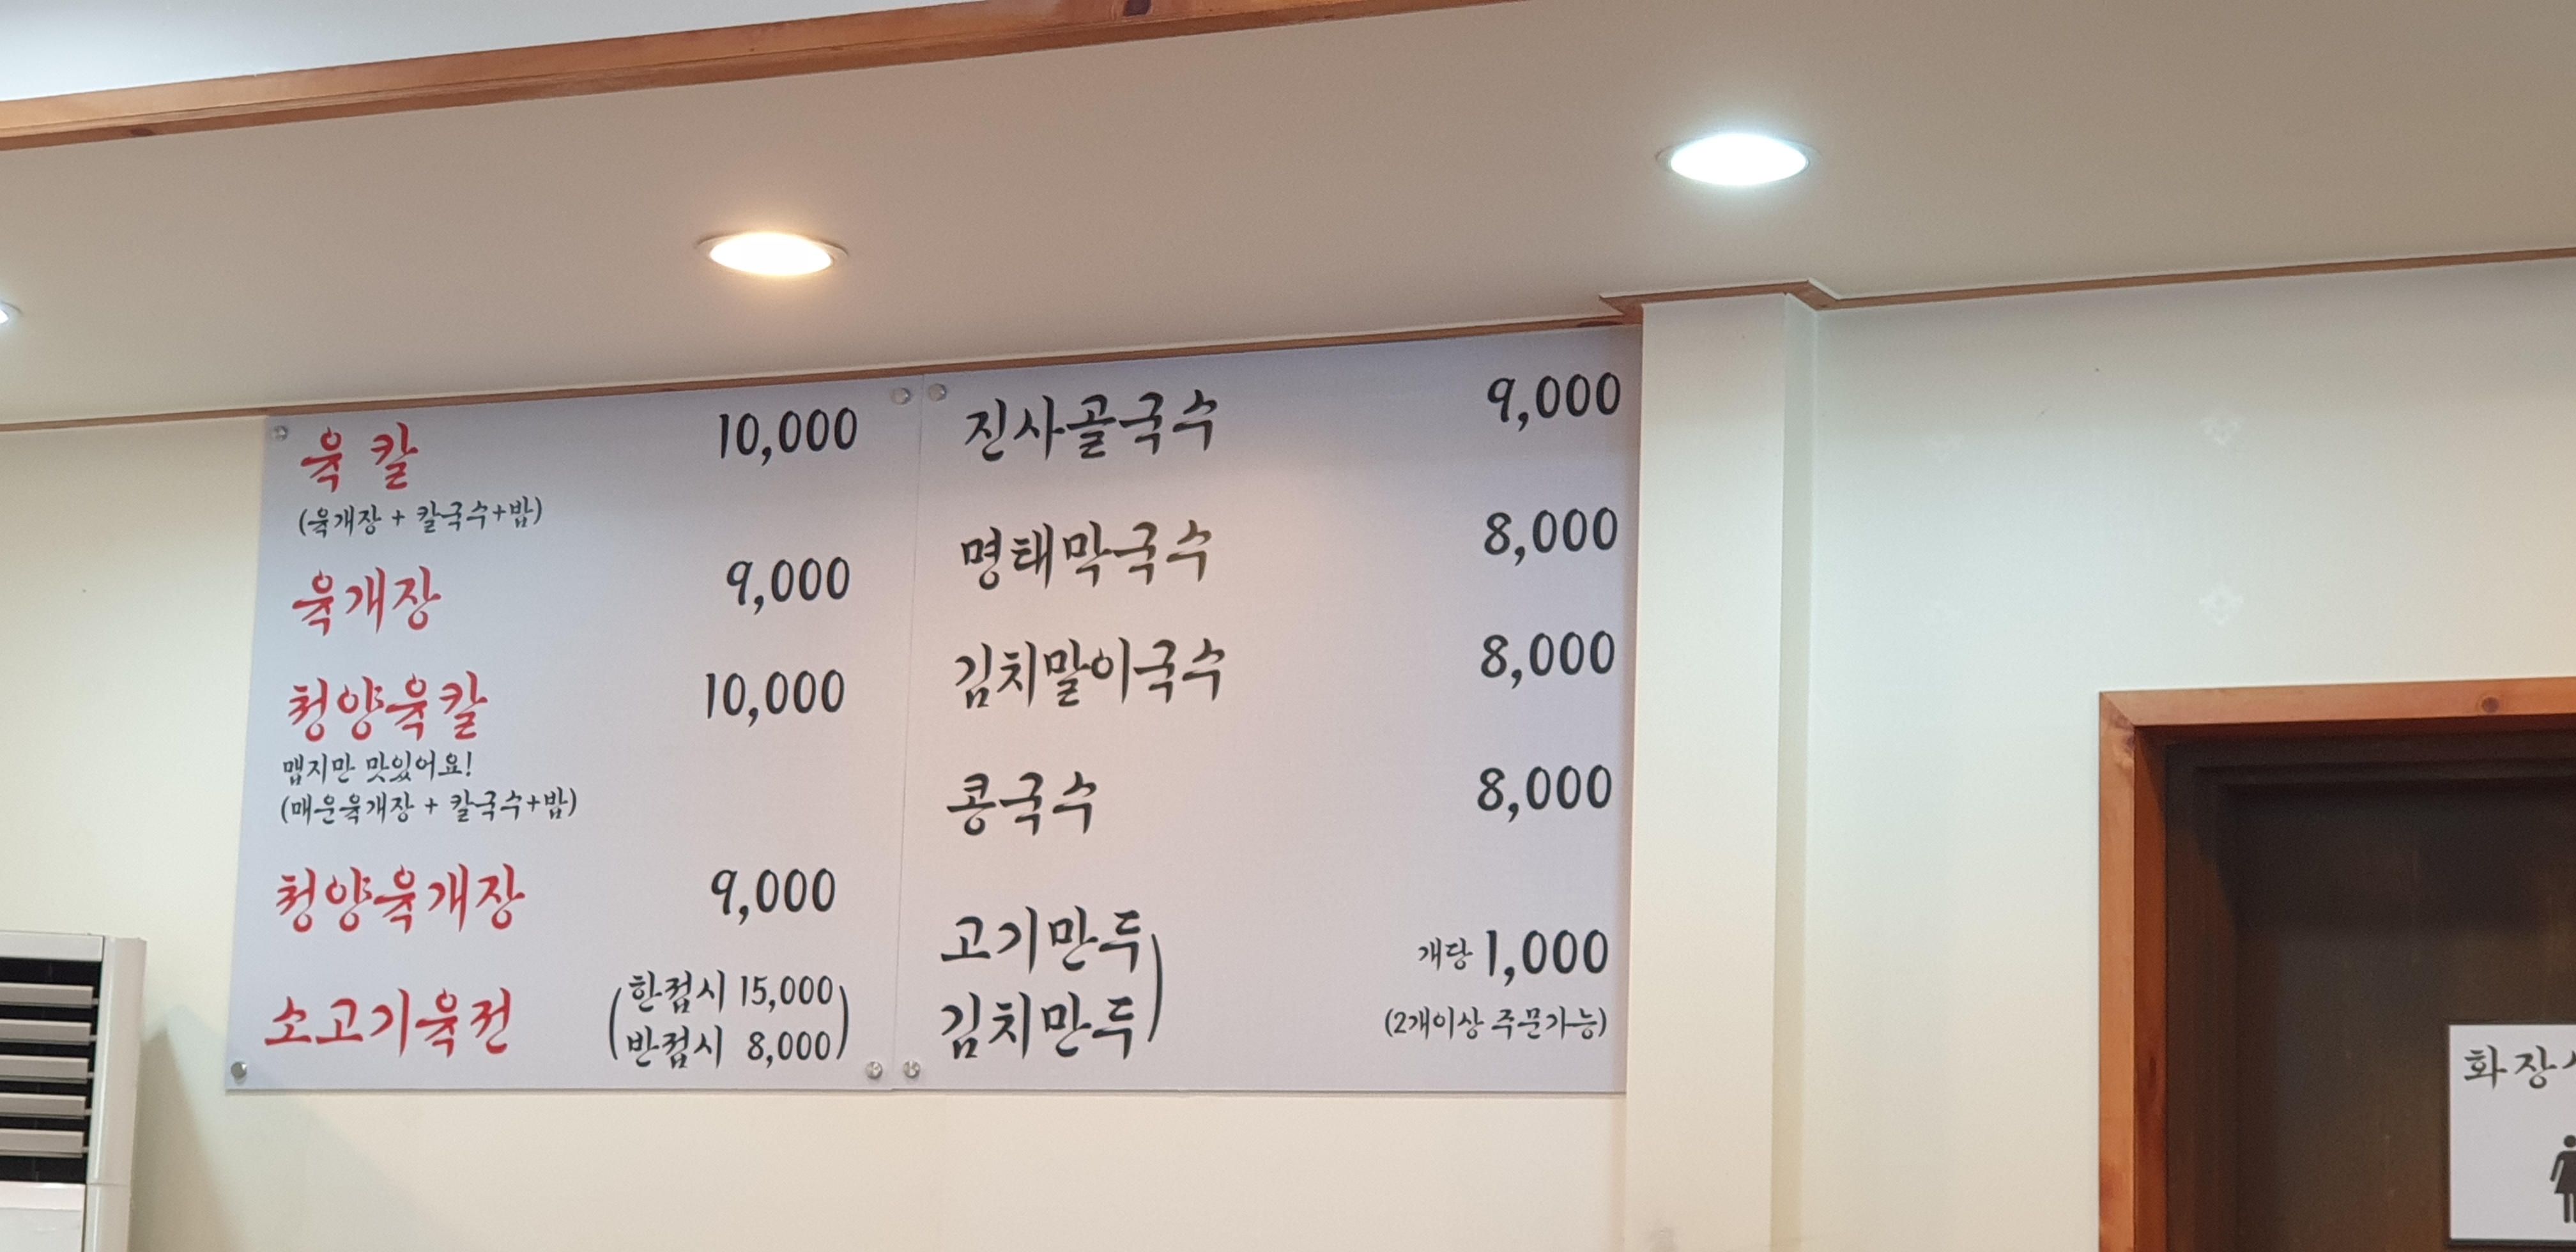 육칼 10,000
(육개장 + 칼국수+밥)
육개장 9,000
청양육칼 10,000
맵지만 맛있어요!
(매운육개장 + 칼국수+밥)
청양육개장 9,000
소고기육전 (한접시 15,000
반접시 8,000)
진사골국수 9,000
명태막국수 8,000
김치말이국수 8,000
콩국수 8,000
고기만두
김치만두) 개당 1,000
(2개이상 주문가능)
화장